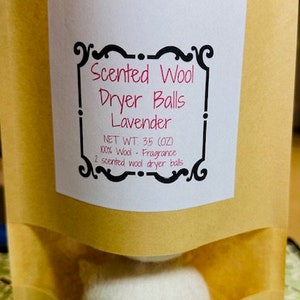 Scented Wool
Dryer Balls
Lavender
NET WT. 3.5 (OZ)
100% Wool - Fragrance
2 scented wool dryer balls